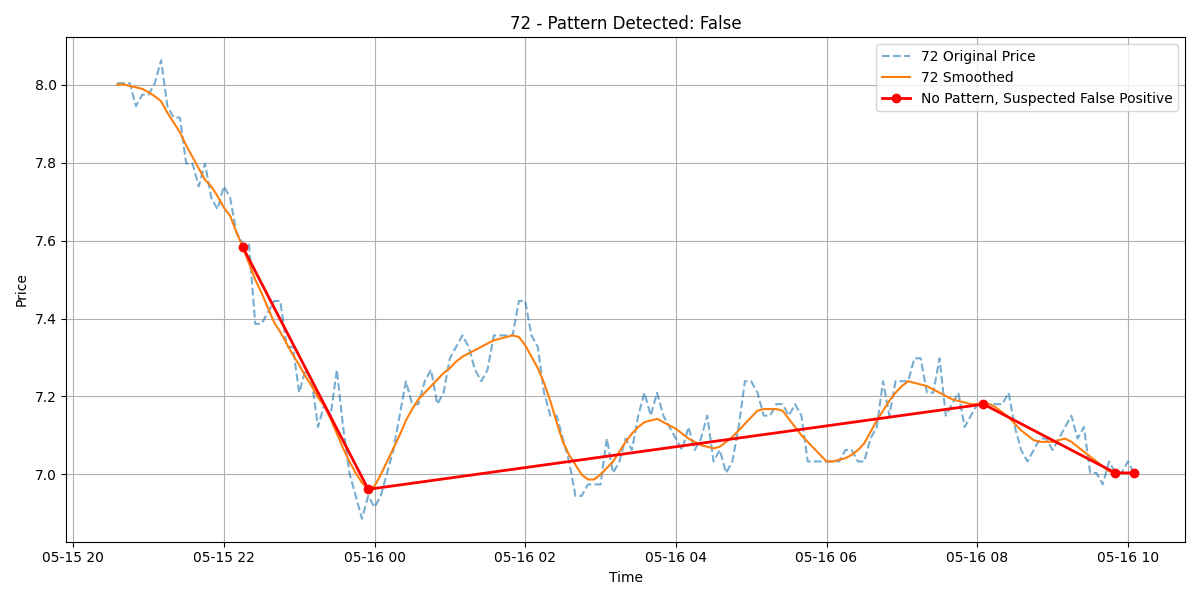 72 - Pattern Detected: False
72 Original Price
72 Smoothed
No Pattern, Suspected False Positive
Price
8.0
7.8
7.6
7.4
7.2
7.0
05-15 20
05-15 22
05-16 00
05-16 02
05-16 04
05-16 06
05-16 08
05-16 10
Time